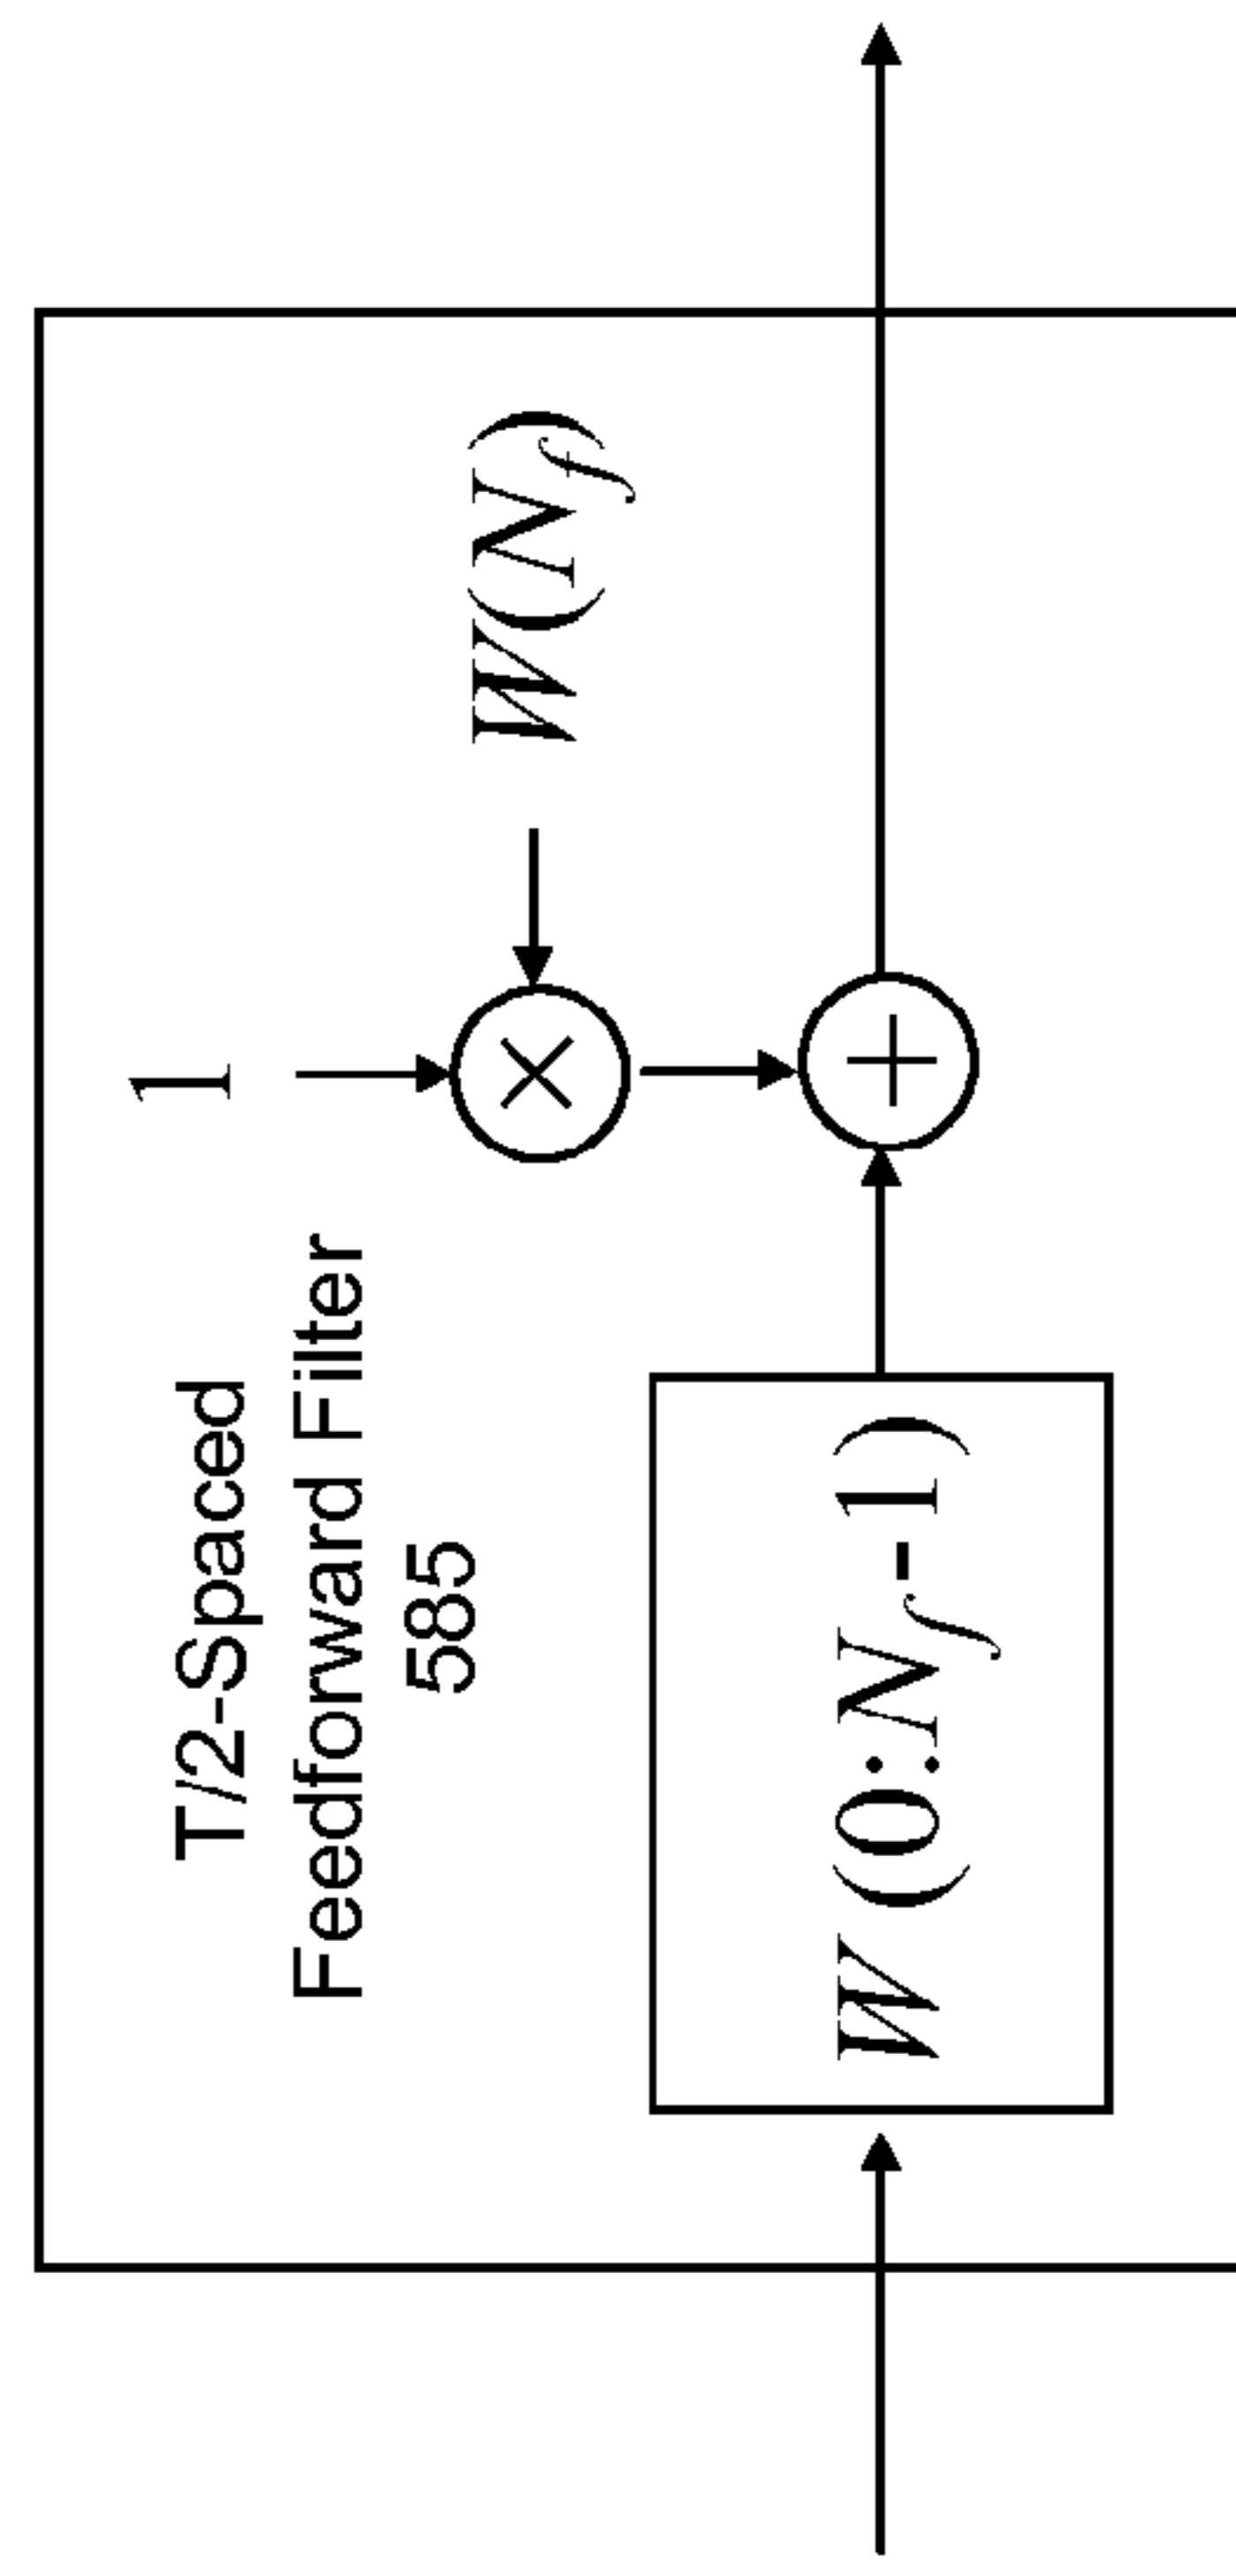 T/2-Spaced
Feedforward Filter
585
1
×
W(N_f)
W (0:N_f-1)
+